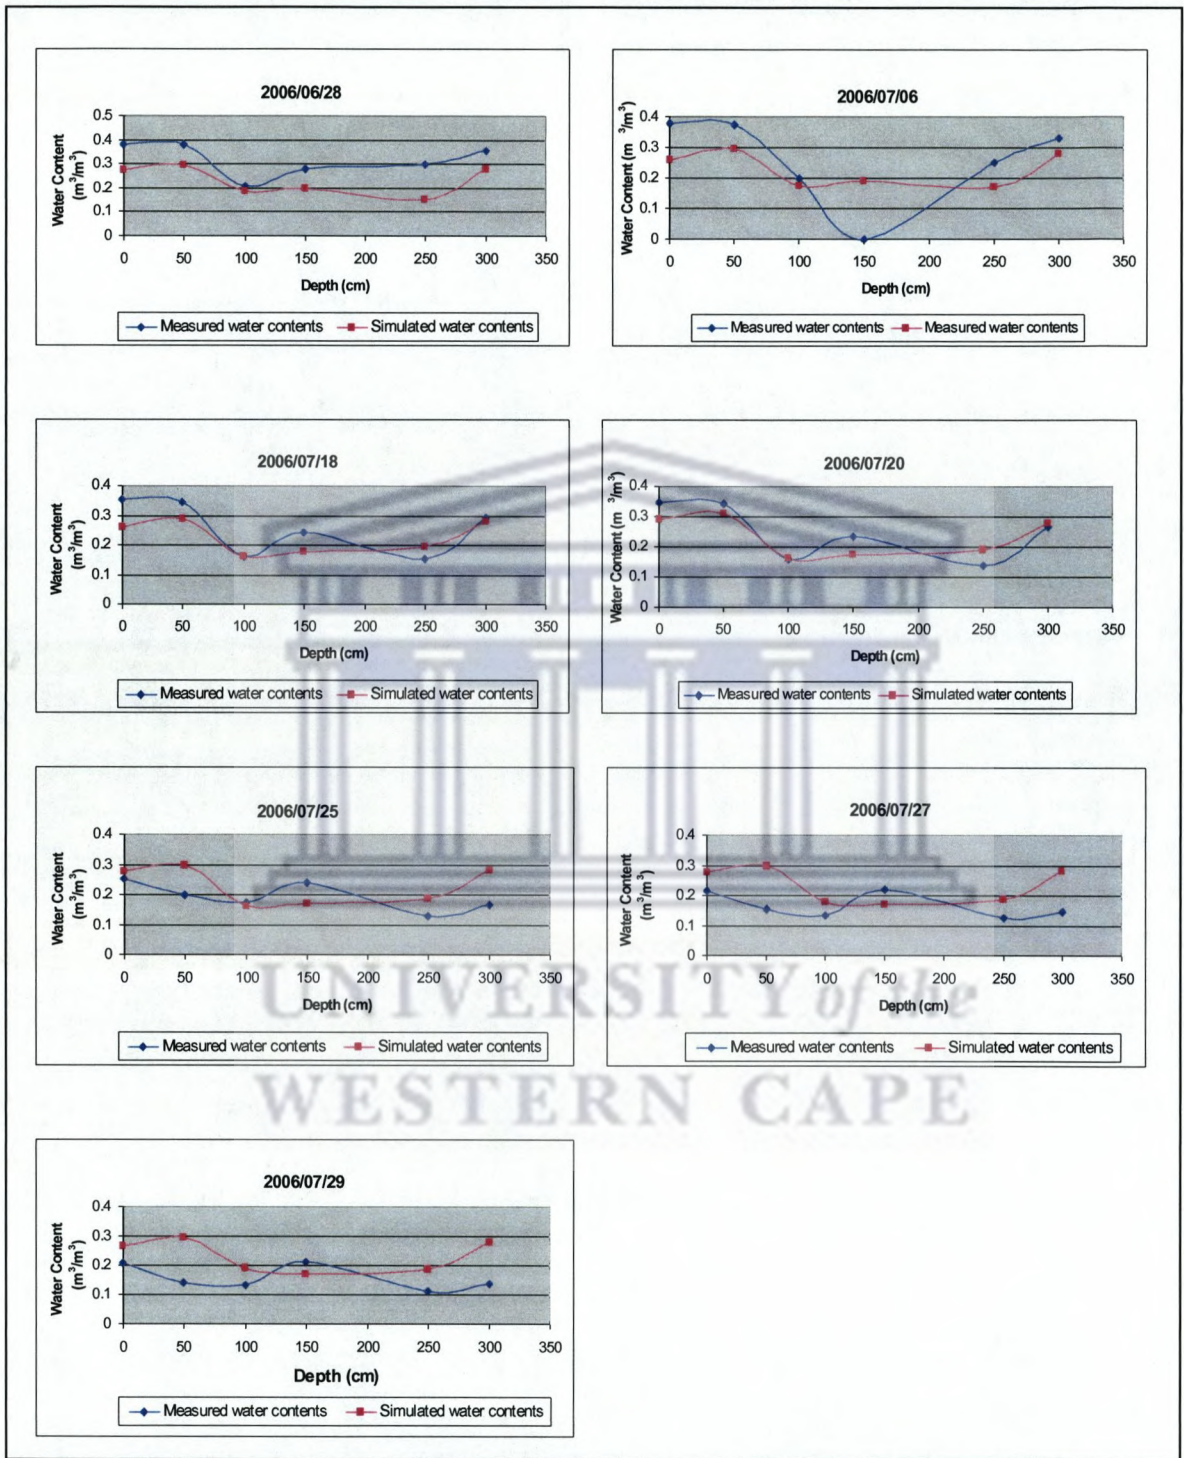 2006/06/28
Water Content
(m³/m³)
0.5
0.4
0.3
0.2
0.1
0
0 50 100 150 200 250 300 350
Depth (cm)
Measured water contents Simulated water contents
2006/07/06
Water Content (m ³/m³)
0.4
0.3
0.2
0.1
0
0 50 100 150 200 250 300 350
Depth (cm)
Measured water contents Measured water contents
2006/07/18
Water Content
(m³/m³)
0.4
0.3
0.2
0.1
0
0 50 100 150 200 250 300 350
Depth (cm)
Measured water contents Simulated water contents
2006/07/20
Water Content (m ³/m³)
0.4
0.3
0.2
0.1
0
0 50 100 150 200 250 300 350
Depth (cm)
Measured water contents Simulated water contents
2006/07/25
Water Content
(m³/m³)
0.4
0.3
0.2
0.1
0
0 50 100 150 200 250 300 350
Depth (cm)
Measured water contents Simulated water contents
2006/07/27
Water Content
(m³/m³)
0.4
0.3
0.2
0.1
0
0 50 100 150 200 250 300 350
Depth (cm)
Measured water contents Simulated water contents
UNIVERSITY of the
WESTERN CAPE
2006/07/29
Water Content
(m³/m³)
0.4
0.3
0.2
0.1
0
0 50 100 150 200 250 300 350
Depth (cm)
Measured water contents Simulated water contents